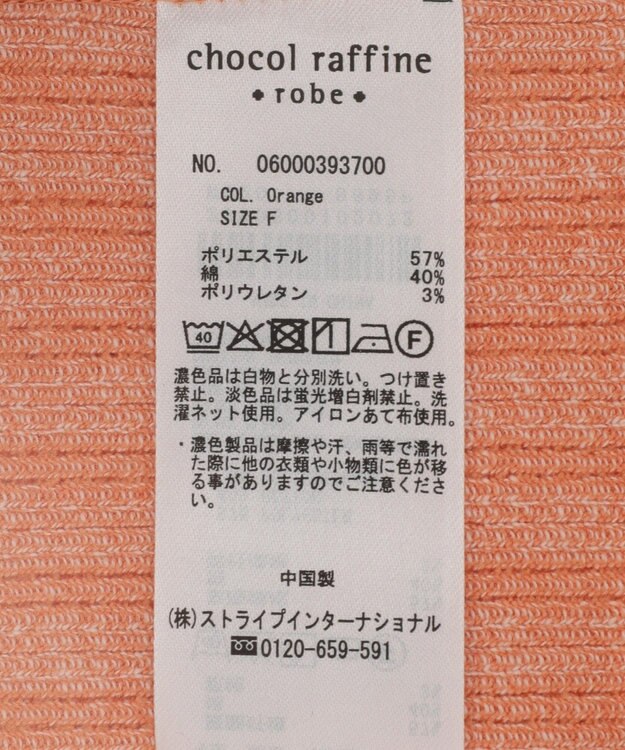 chocol raffine
robe
NO. 06000393700
COL. Orange
SIZE F
ポリエステル 57%
綿 40%
ポリウレタン 3%
40 F
濃色品は白物と分別洗い。つけ置き
禁止。淡色品は蛍光増白剤禁止。洗
濯ネット使用。アイロンあて布使用。
・濃色製品は摩擦や汗、雨等で濡れ
た際に他の衣類や小物類に色が移
る事がありますのでご注意くださ
い。
中国製
(株)ストライプインターナショナル
0120-659-591